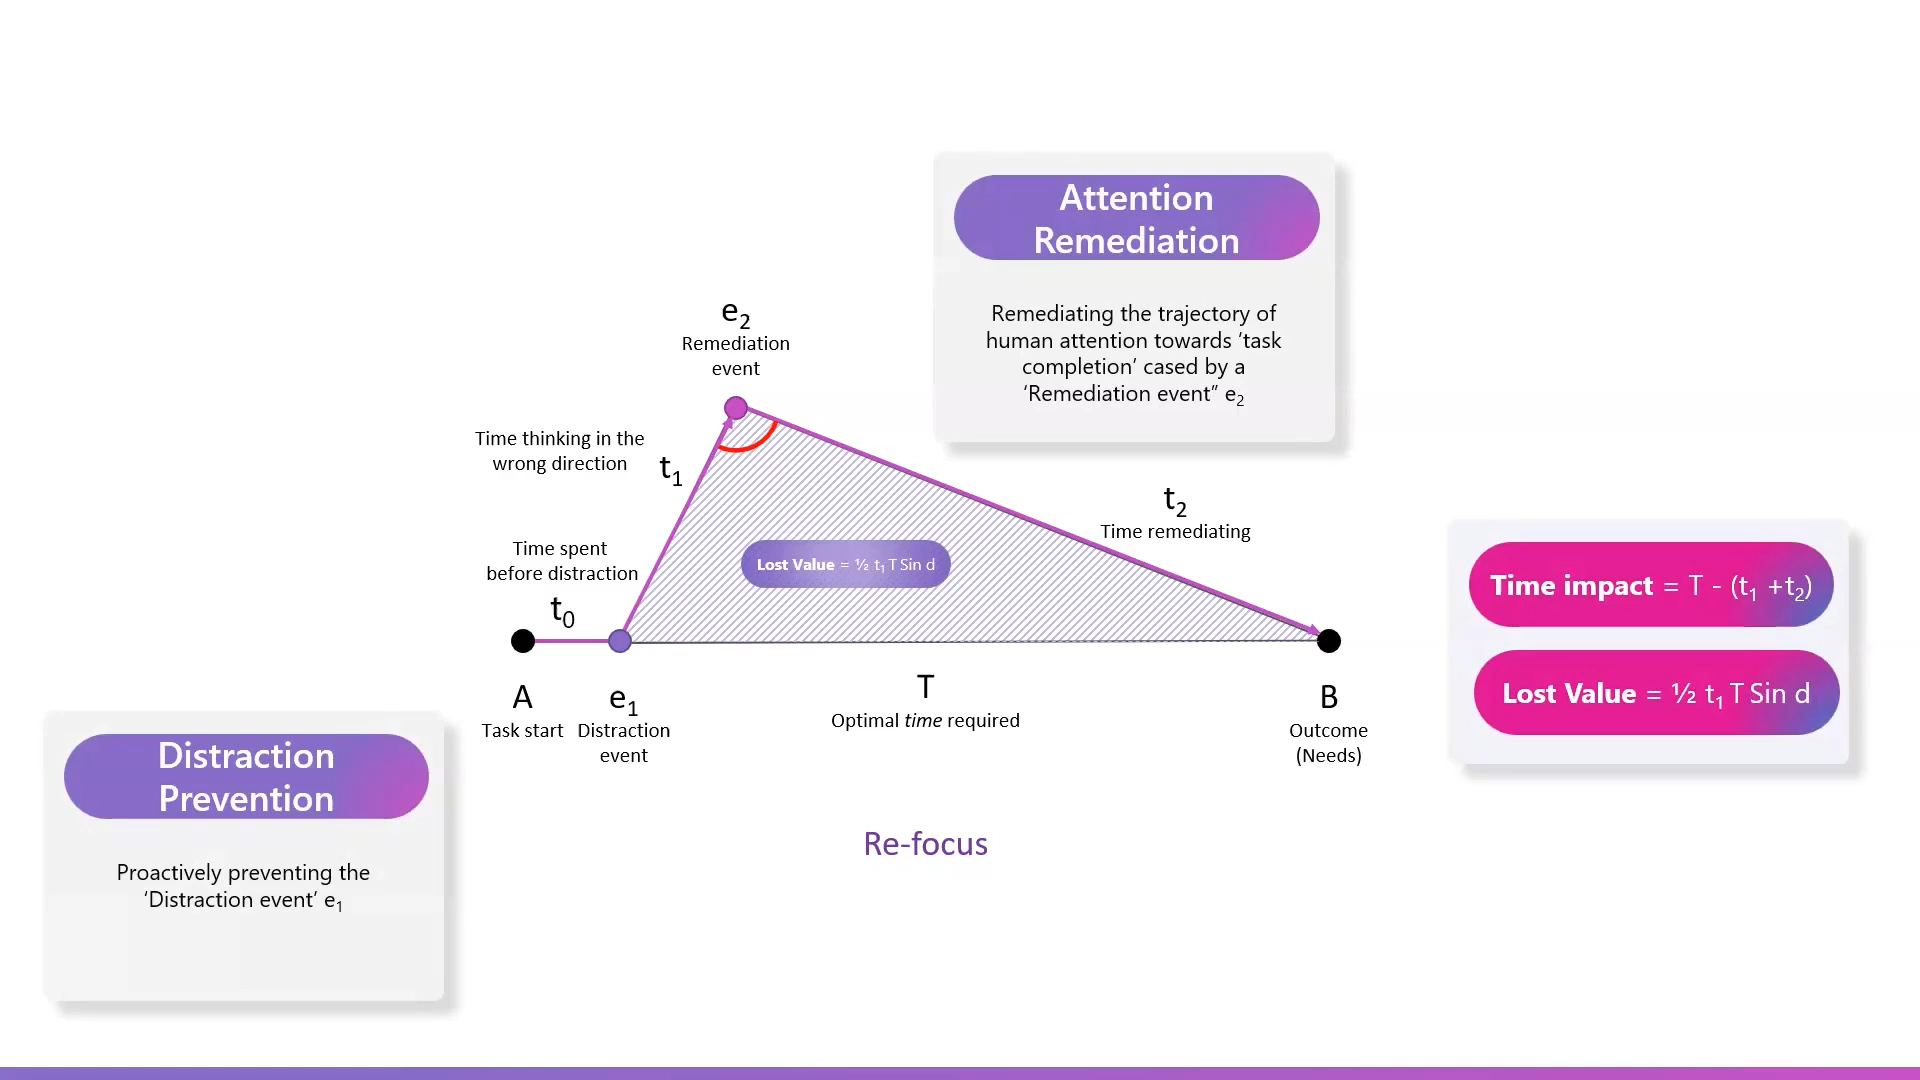 Attention
Remediation
Remediating the trajectory of
human attention towards ‘task
completion’ cased by a
‘Remediation event” e2
e2
Remediation
event
Time thinking in the
wrong direction
t1
t2
Time remediating
Time spent
before distraction
t0
Lost Value = ½ t1 T Sin d
Time impact = T - (t1 +t2)
Lost Value = ½ t1 T Sin d
A
Task start
e1
Distraction
event
T
Optimal time required
B
Outcome
(Needs)
Distraction
Prevention
Proactively preventing the
‘Distraction event’ e1
Re-focus